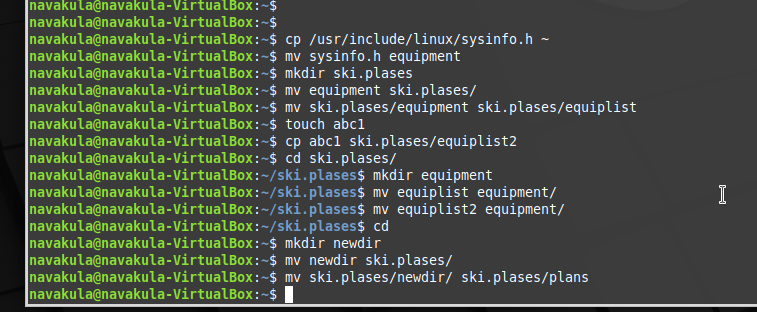 navakula@navakula-VirtualBox:~$
navakula@navakula-VirtualBox:~$
navakula@navakula-VirtualBox:~$ cp /usr/include/linux/sysinfo.h ~
navakula@navakula-VirtualBox:~$ mv sysinfo.h equipment
navakula@navakula-VirtualBox:~$ mkdir ski.plases
navakula@navakula-VirtualBox:~$ mv equipment ski.plases/
navakula@navakula-VirtualBox:~$ mv ski.plases/equipment ski.plases/equiplist
navakula@navakula-VirtualBox:~$ touch abc1
navakula@navakula-VirtualBox:~$ cp abc1 ski.plases/equiplist2
navakula@navakula-VirtualBox:~$ cd ski.plases/
navakula@navakula-VirtualBox:~/ski.plases$ mkdir equipment
navakula@navakula-VirtualBox:~/ski.plases$ mv equiplist equipment/
navakula@navakula-VirtualBox:~/ski.plases$ mv equiplist2 equipment/
navakula@navakula-VirtualBox:~/ski.plases$ cd
navakula@navakula-VirtualBox:~$ mkdir newdir
navakula@navakula-VirtualBox:~$ mv newdir ski.plases/
navakula@navakula-VirtualBox:~$ mv ski.plases/newdir/ ski.plases/plans
navakula@navakula-VirtualBox:~$